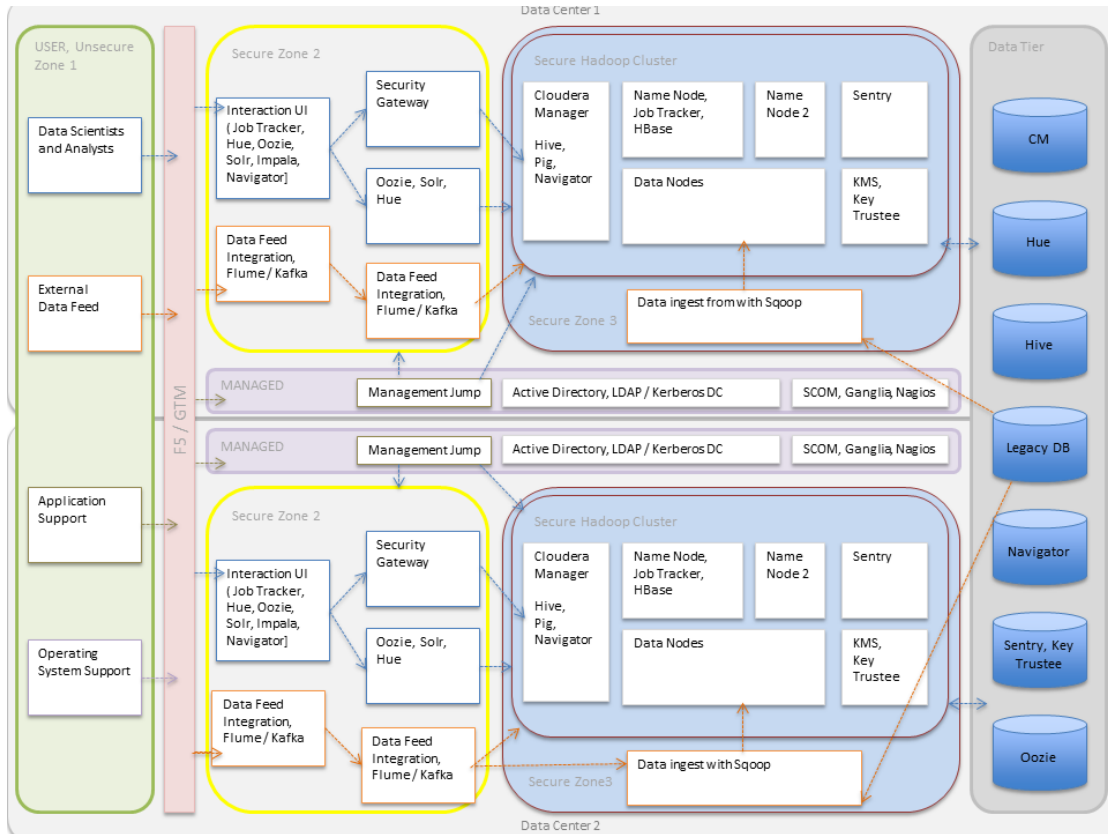 Data Center 1
USER, Unsecure
Zone 1
Data Scientists
and Analysts
External
Data Feed
Application
Support
Operating
System Support
F5 / GTM
Secure Zone 2
Interaction UI
( Job Tracker,
Hue, Oozie,
Solr, Impala,
Navigator]
Security
Gateway
Oozie, Solr,
Hue
Data Feed
Integration,
Flume / Kafka
Data Feed
Integration,
Flume / Kafka
Secure Hadoop Cluster
Cloudera
Manager
Hive,
Pig,
Navigator
Name Node,
Job Tracker,
HBase
Name
Node 2
Sentry
Data Nodes
KMS,
Key
Trustee
Data ingest from with Sqoop
Secure Zone 3
MANAGED
Management Jump
Active Directory, LDAP / Kerberos DC
SCOM, Ganglia, Nagios
MANAGED
Management Jump
Active Directory, LDAP / Kerberos DC
SCOM, Ganglia, Nagios
Secure Zone 2
Interaction UI
( Job Tracker,
Hue, Oozie,
Solr, Impala,
Navigator]
Security
Gateway
Oozie, Solr,
Hue
Data Feed
Integration,
Flume / Kafka
Data Feed
Integration,
Flume / Kafka
Secure Hadoop Cluster
Cloudera
Manager
Hive,
Pig,
Navigator
Name Node,
Job Tracker,
HBase
Name
Node 2
Sentry
Data Nodes
KMS,
Key
Trustee
Data ingest with Sqoop
Secure Zone3
Data Tier
CM
Hue
Hive
Legacy DB
Navigator
Sentry, Key
Trustee
Oozie
Data Center 2